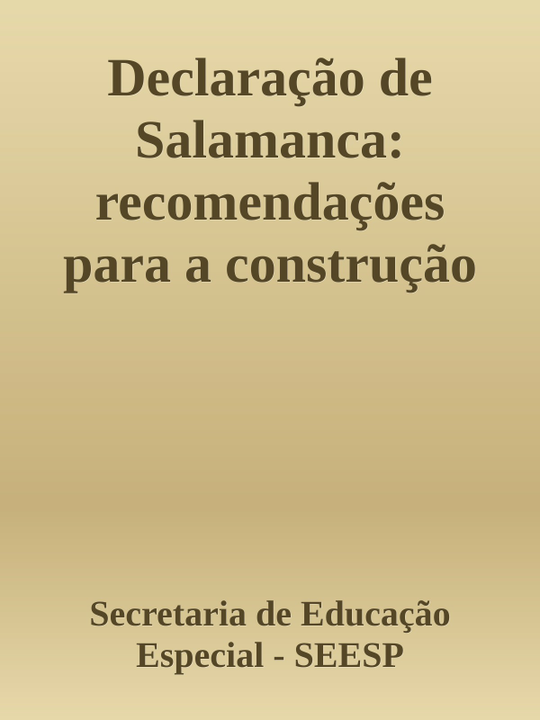 Declaração de
Salamanca:
recomendações
para a construção
Secretaria de Educação
Especial - SEESP